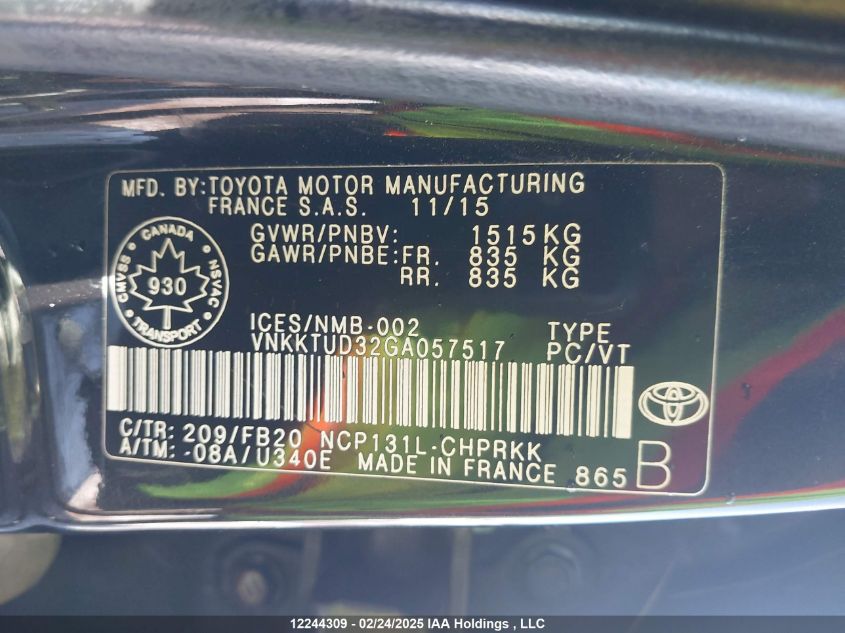 MFD. BY:TOYOTA MOTOR MANUFACTURING
FRANCE S.A.S. 11/15
GVWR/PNBV: 1515KG
GAWR/PNBE:FR. 835 KG
RR. 835 KG
CANADA
CMVSS
930
NSVAC
TRANSPORT
ICES/NMB-002 TYPE
VNKKTUD32GA057517 PC/VT
C/TR: 209/FB20 NCP131L-CHPRKK
A/TM: -08A/U340E MADE IN FRANCE 865 B
12244309 - 02/24/2025 IAA Holdings , LLC